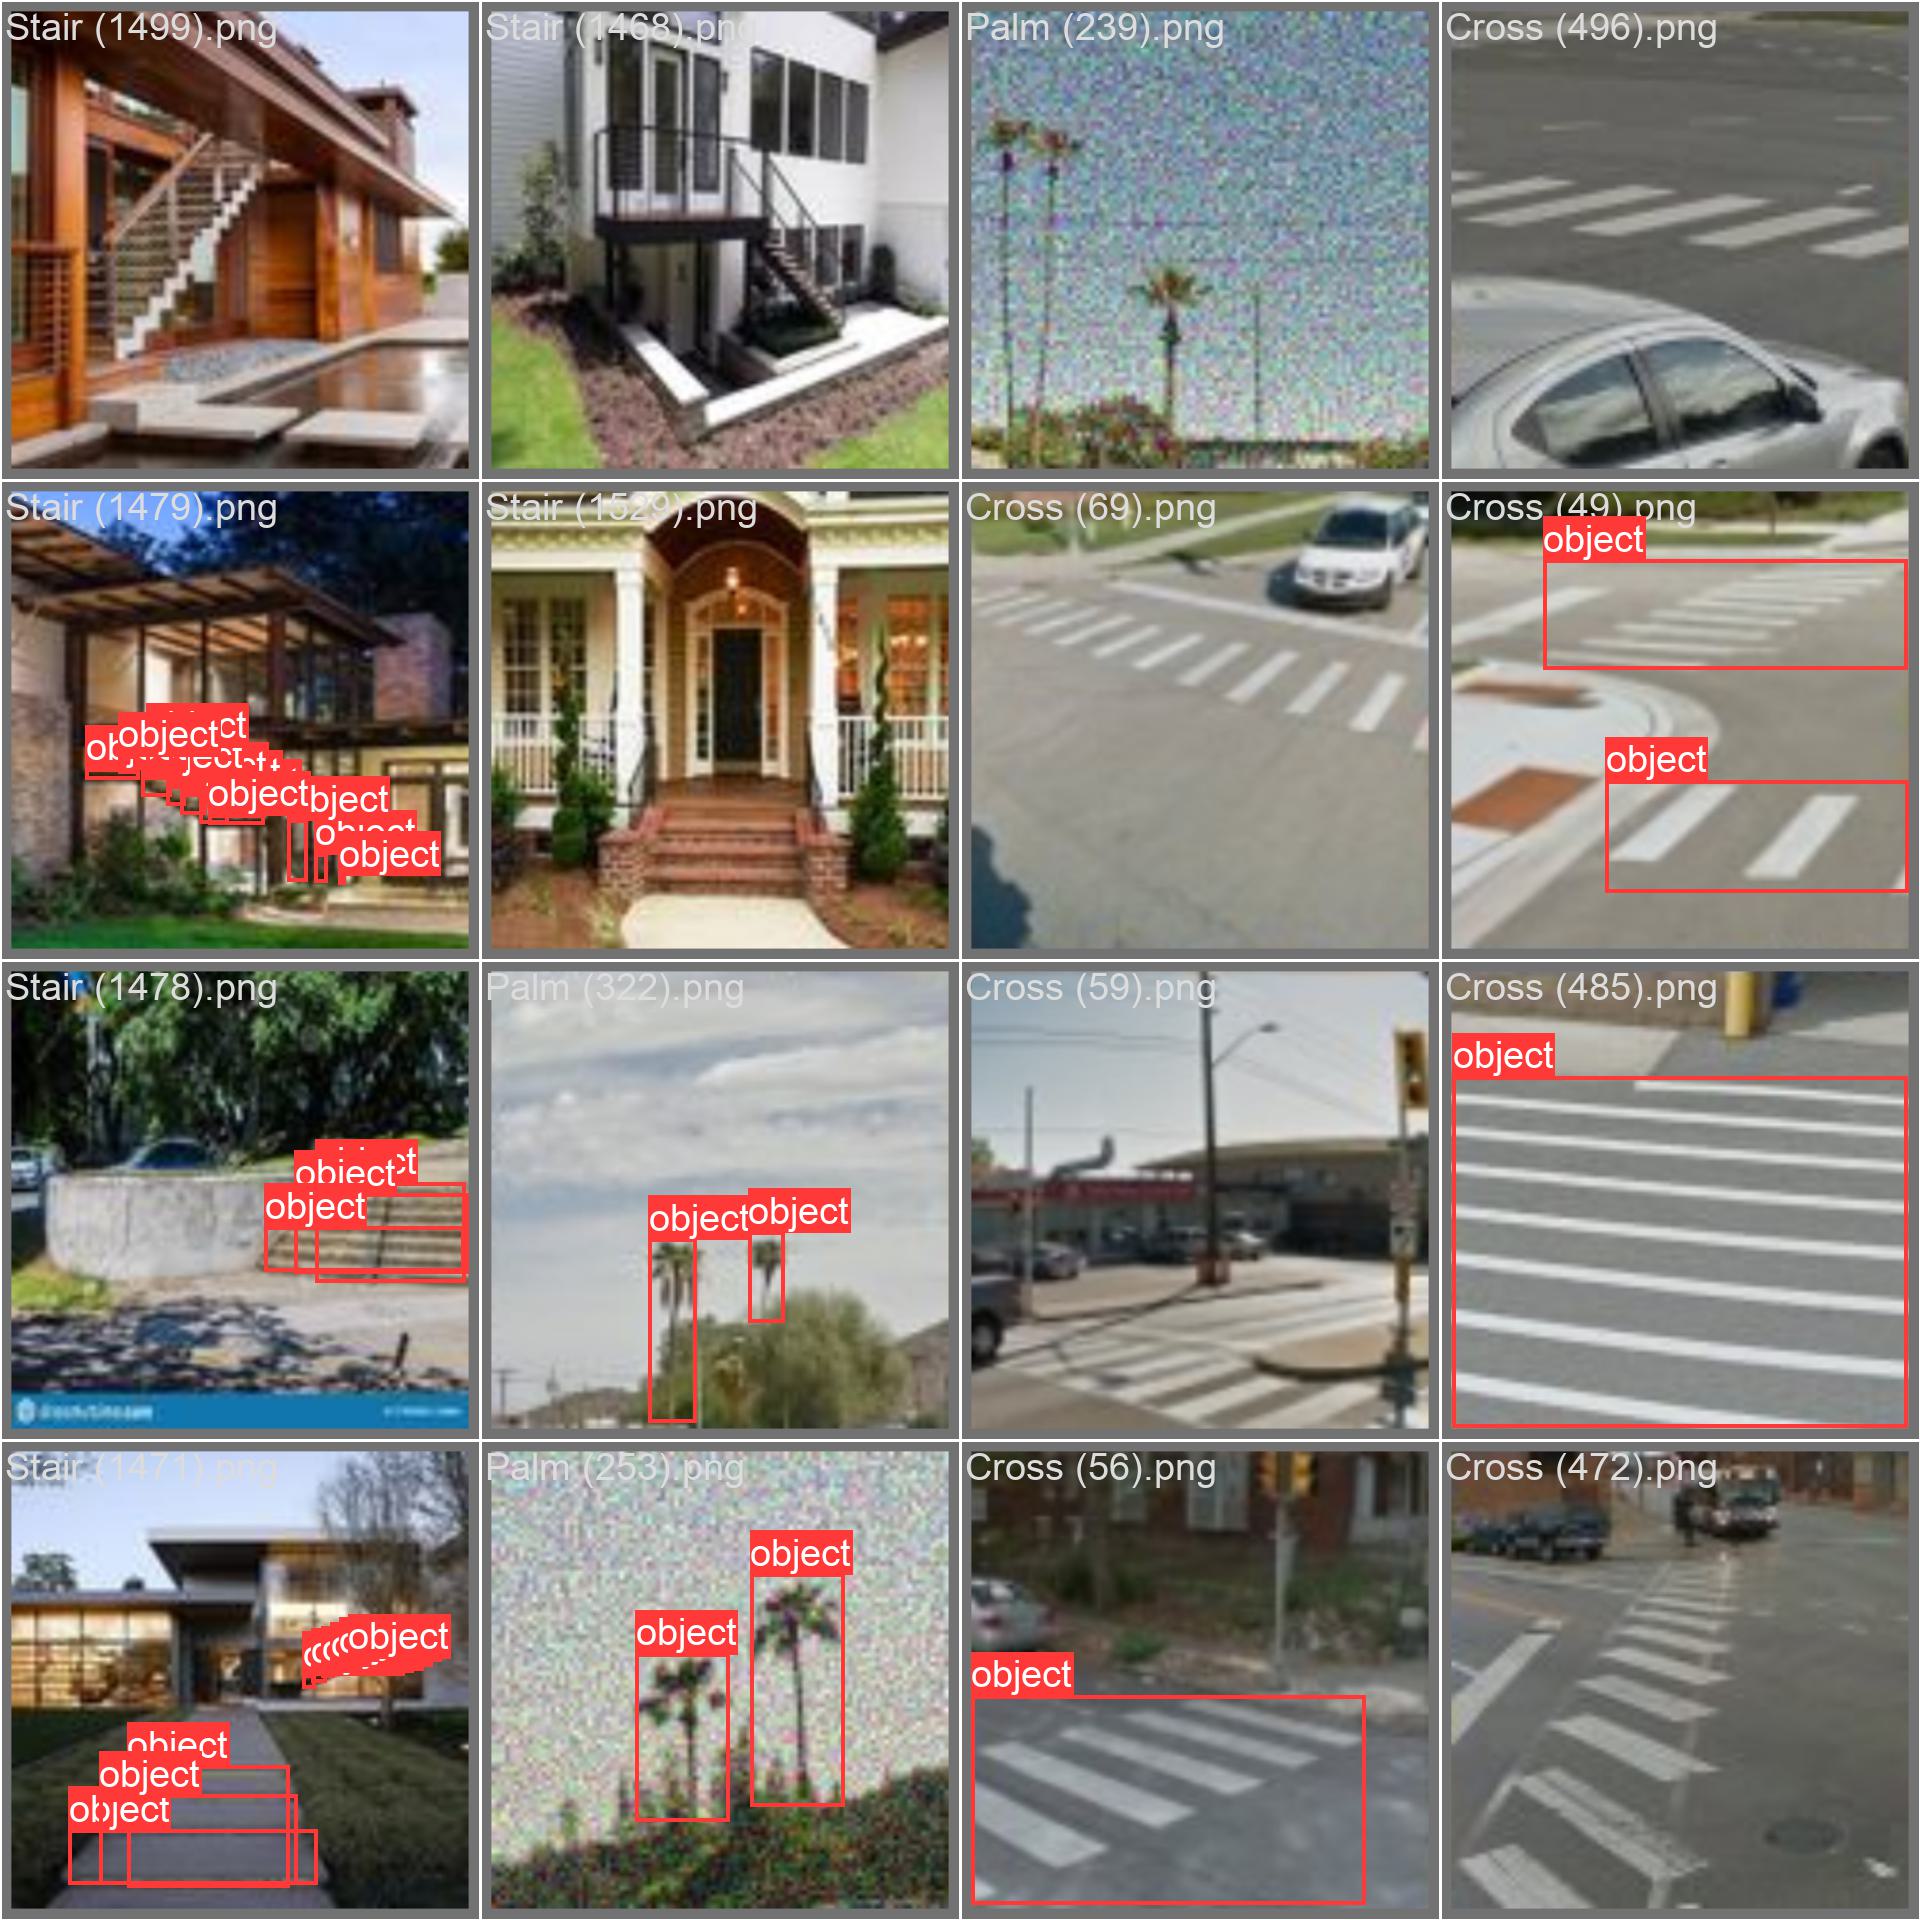 Stair (1499).png
Stair (1468).png
Palm (239).png
Cross (496).png
Stair (1479).png
Stair (1529).png
Cross (69).png
Cross (49).png
object
object
object
object
object
object
Stair (1478).png
Palm (322).png
Cross (59).png
Cross (485).png
object
object
object
object
object
object
Stair (1471).png
Palm (253).png
Cross (56).png
Cross (472).png
object
object
object
object
object
object
object